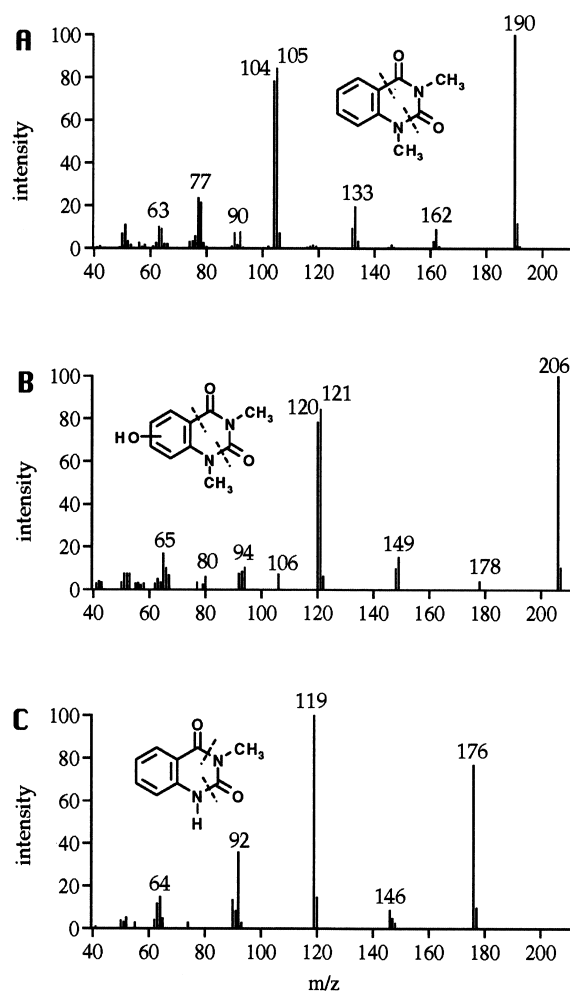 A
intensity
100
80
60
40
20
0
40
60
80
100
120
140
160
180
200
63
77
90
104
105
133
162
190
O
N
CH3
N
O
CH3
B
intensity
100
80
60
40
20
0
40
60
80
100
120
140
160
180
200
65
80
94
106
120
121
149
178
206
O
HO
N
CH3
N
O
CH3
C
intensity
100
80
60
40
20
0
40
60
80
100
120
140
160
180
200
64
92
119
146
176
O
N
CH3
N
O
H
m/z